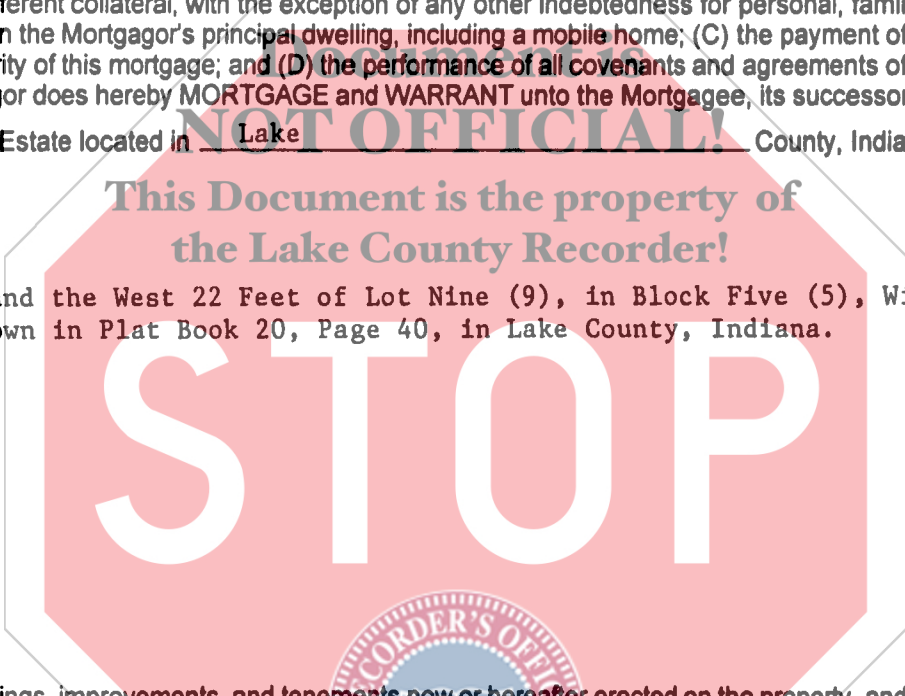 ferent collateral, with the exception of any other indebtedness for personal, famil
n the Mortgagor's principal dwelling, including a mobile home; (C) the payment of
Document is
rity of this mortgage; and (D) the performance of all covenants and agreements of
or does hereby MORTGAGE and WARRANT unto the Mortgagee, its successor
NOT OFFICIAL!
Estate located in Lake County, India
This Document is the property of
the Lake County Recorder!
nd the West 22 Feet of Lot Nine (9), in Block Five (5), Wi
own in Plat Book 20, Page 40, in Lake County, Indiana.
STOP
CORDER'S OFFI
ings, improvements, and tenements now or hereafter erected on the property, and